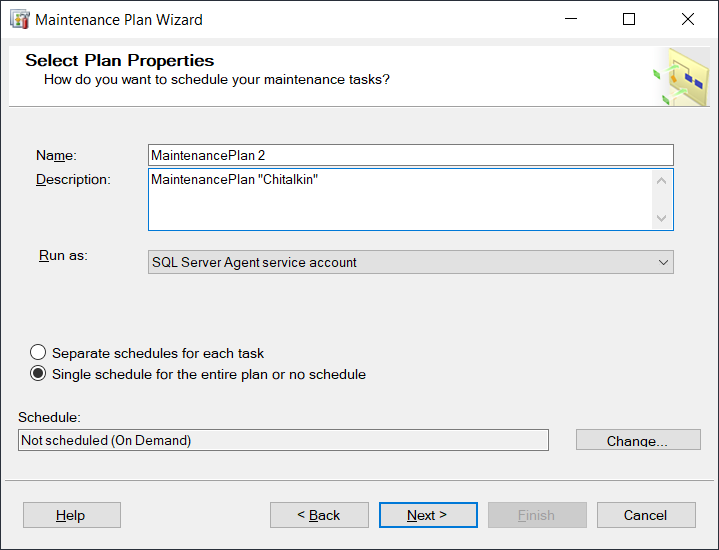 Maintenance Plan Wizard
Select Plan Properties
How do you want to schedule your maintenance tasks?
Name:
MaintenancePlan 2
Description:
MaintenancePlan "Chitalkin"
Run as:
SQL Server Agent service account
Separate schedules for each task
Single schedule for the entire plan or no schedule
Schedule:
Not scheduled (On Demand)
Change...
Help
< Back
Next >
Finish
Cancel